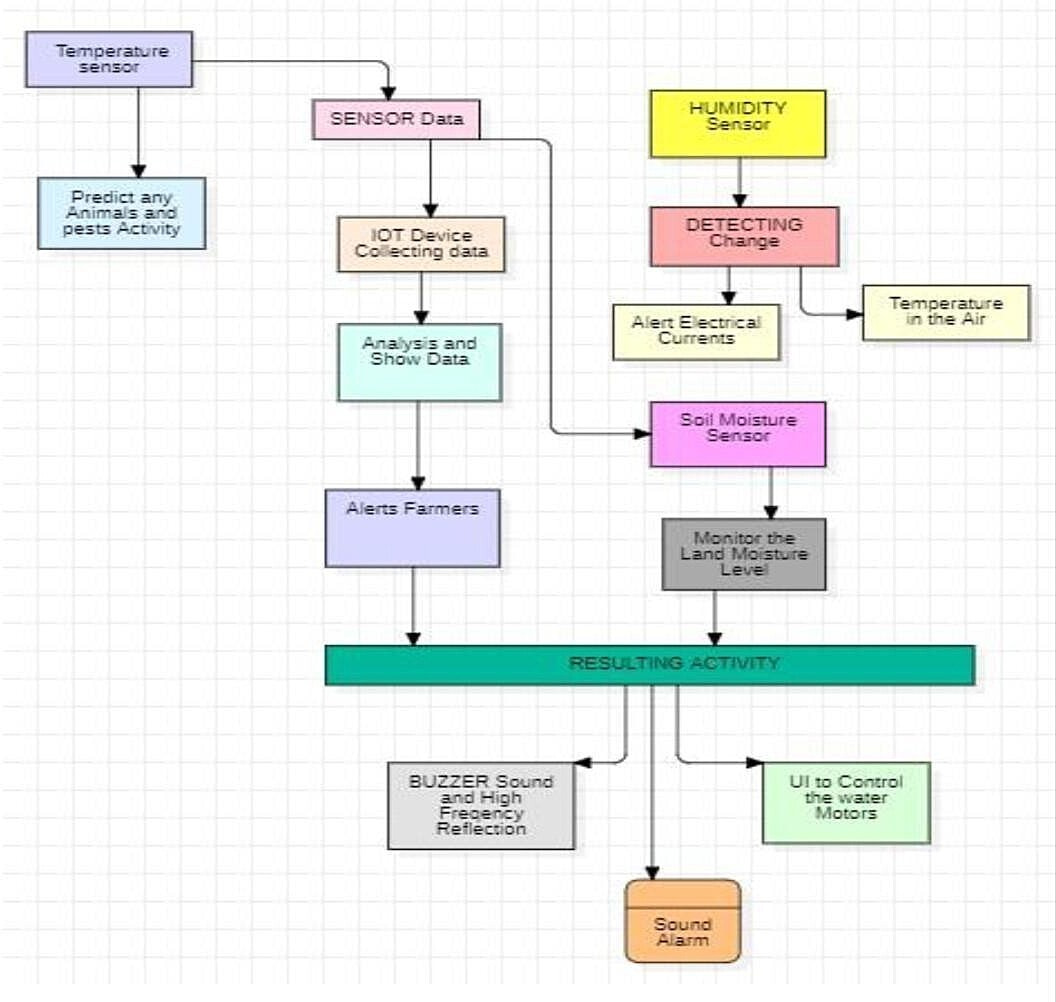 Temperature
sensor
SENSOR Data
HUMIDITY
Sensor
Predict any
Animals and
pests Activity
IOT Device
Collecting data
DETECTING
Change
Alert Electrical
Currents
Temperature
in the Air
Analysis and
Show Data
Soil Moisture
Sensor
Alerts Farmers
Monitor the
Land Moisture
Level
RESULTING ACTIVITY
BUZZER Sound
and High
Freqency
Reflection
UI to Control
the water
Motors
Sound
Alarm